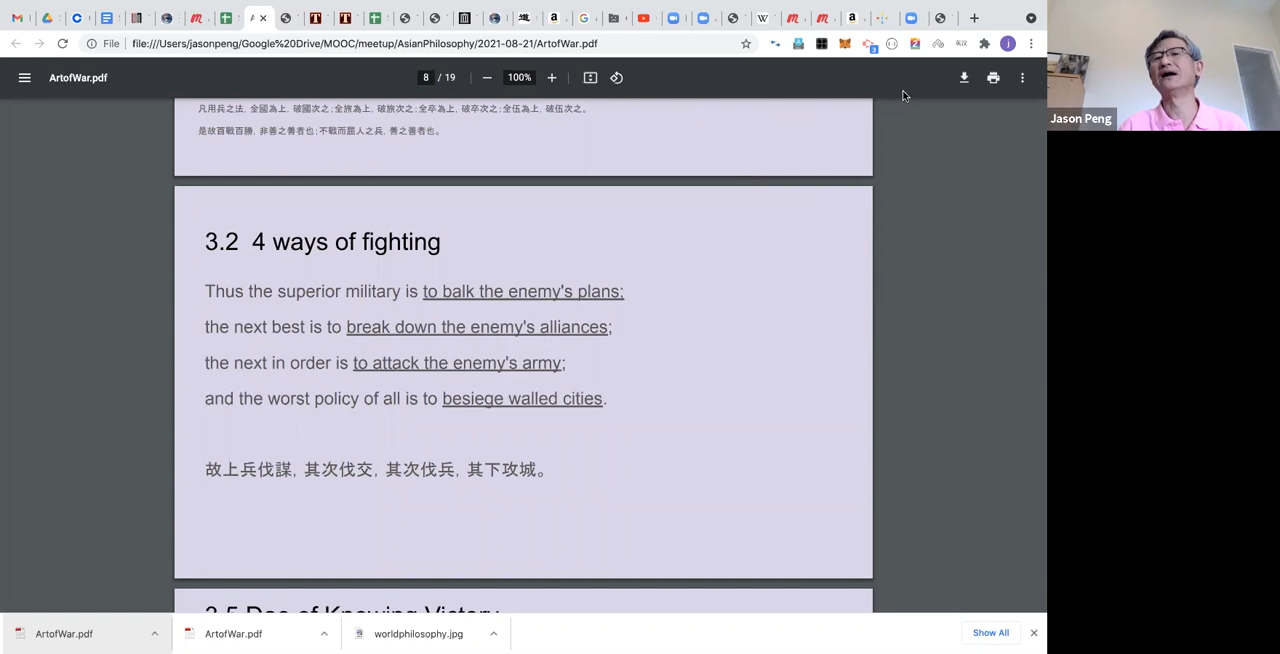 File
file:///Users/jasonpeng/Google%20Drive/MOOC/meetup/AsianPhilosophy/2021-08-21/ArtofWar.pdf
ArtofWar.pdf
8 / 19
100%
Jason Peng
凡用兵之法, 全國為上, 破國次之; 全旅為上, 破旅次之; 全卒為上, 破卒次之; 全伍為上, 破伍次之。
是故百戰百勝, 非善之善者也; 不戰而屈人之兵, 善之善者也。
3.2 4 ways of fighting
Thus the superior military is to balk the enemy's plans;
the next best is to break down the enemy's alliances;
the next in order is to attack the enemy's army;
and the worst policy of all is to besiege walled cities.
故上兵伐謀, 其次伐交, 其次伐兵, 其下攻城。
3.5 Dao of Knowing Victory
ArtofWar.pdf
ArtofWar.pdf
worldphilosophy.jpg
Show All